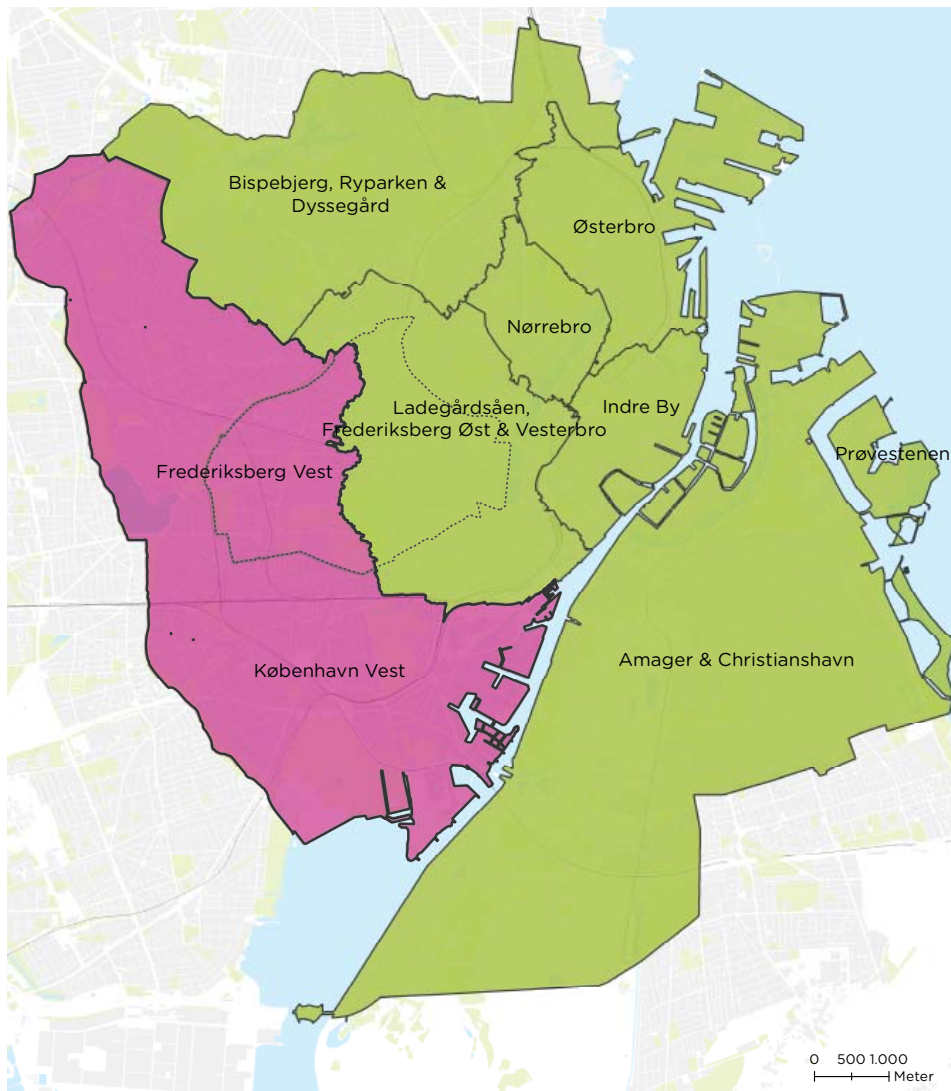 Bispebjerg, Ryparken &
Dyssegård
Østerbro
Nørrebro
Ladegårdsåen,
Frederiksberg Øst & Vesterbro
Indre By
Prøvestenen
Frederiksberg Vest
København Vest
Amager & Christianshavn
0 500 1.000
Meter